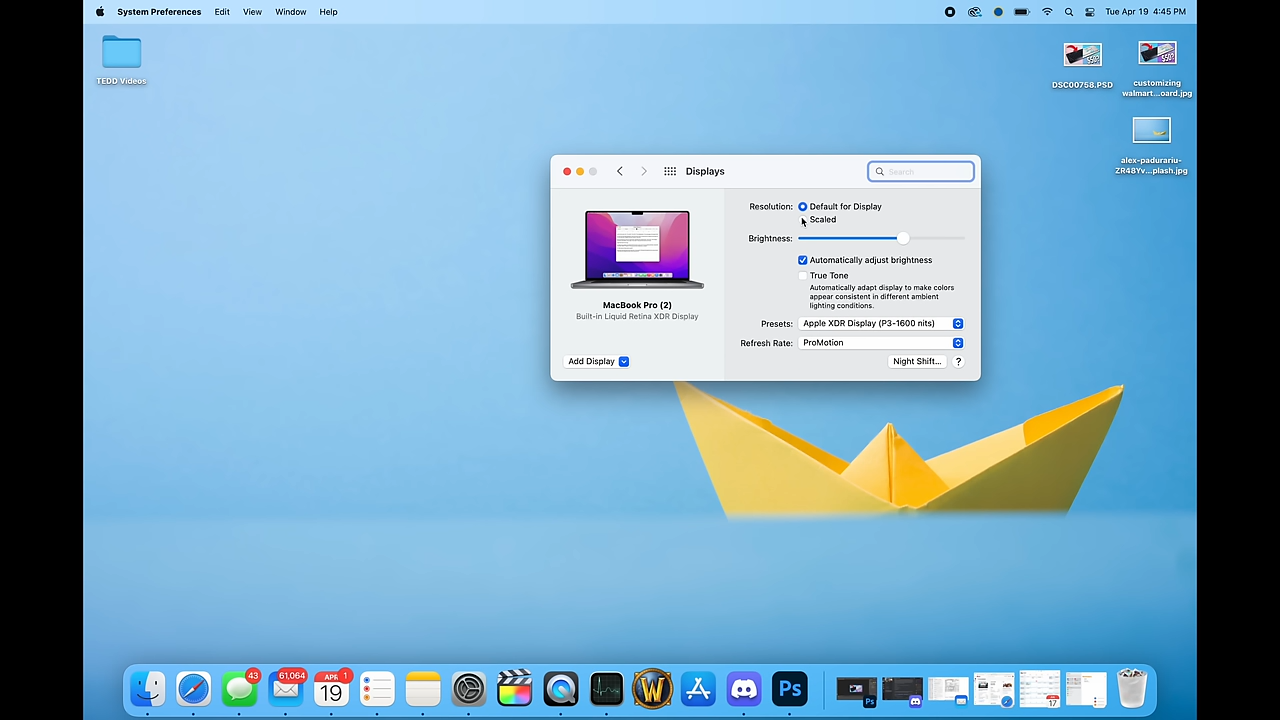 System Preferences Edit View Window Help Tue Apr 19 4:45 PM
TEDD Videos
DSC00758.PSD
customizing
walmart...oard.jpg
alex-padurariu-
ZR48Yv...plash.jpg
Displays
Search
Resolution: Default for Display
Scaled
Brightness:
Automatically adjust brightness
True Tone
Automatically adapt display to make colors
appear consistent in different ambient
lighting conditions.
MacBook Pro (2)
Built-in Liquid Retina XDR Display
Presets: Apple XDR Display (P3-1600 nits)
Refresh Rate: ProMotion
Add Display
Night Shift... ?
43
61,064
APR 1
19
W
Ps
Ps
17